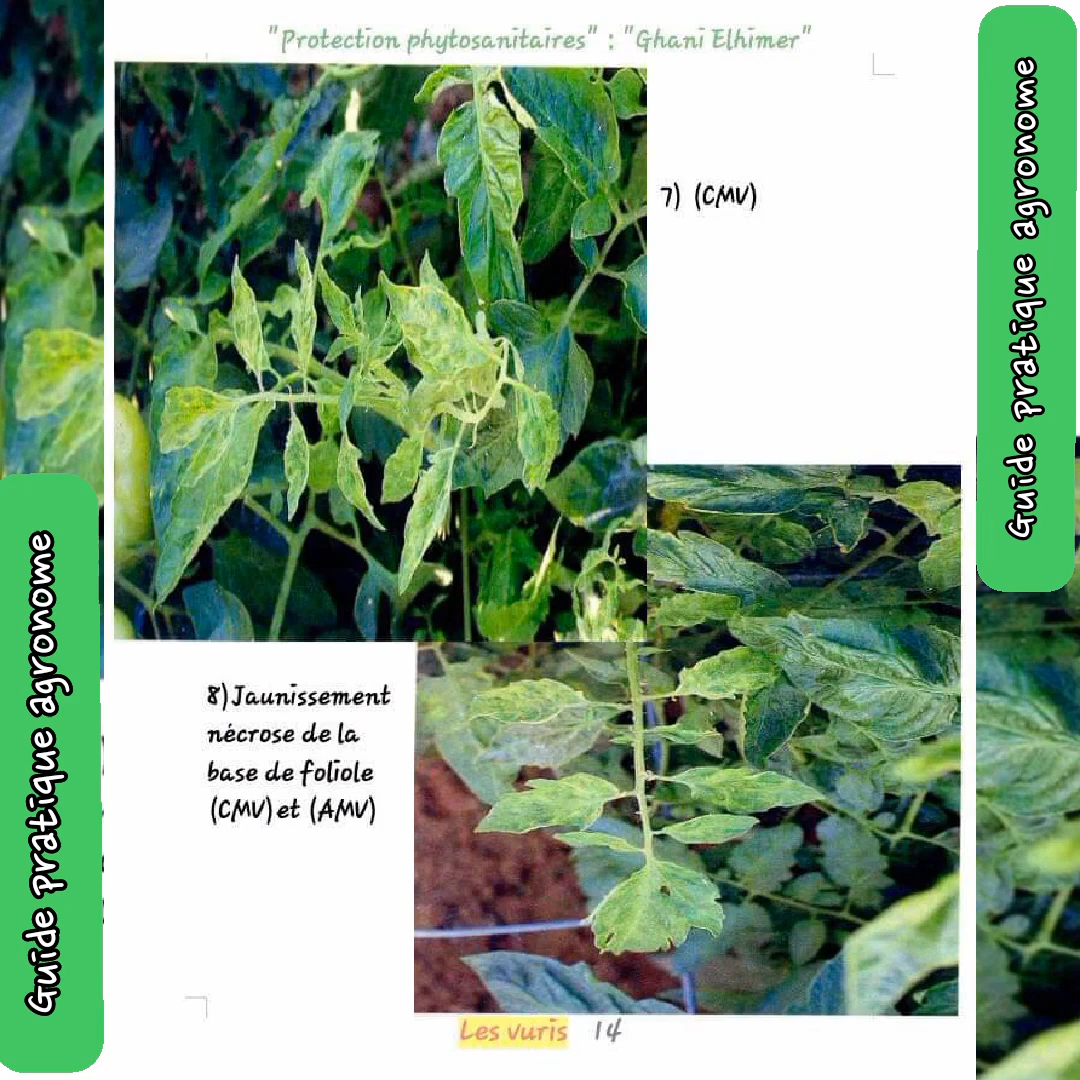 "Protection phytosanitaires" : "Ghani Elhimer"
Guide pratique agronome
7) (CMV)
8) Jaunissement
nécrose de la
base de foliole
(CMV) et (AMV)
Guide pratique agronome
Les vuris 14